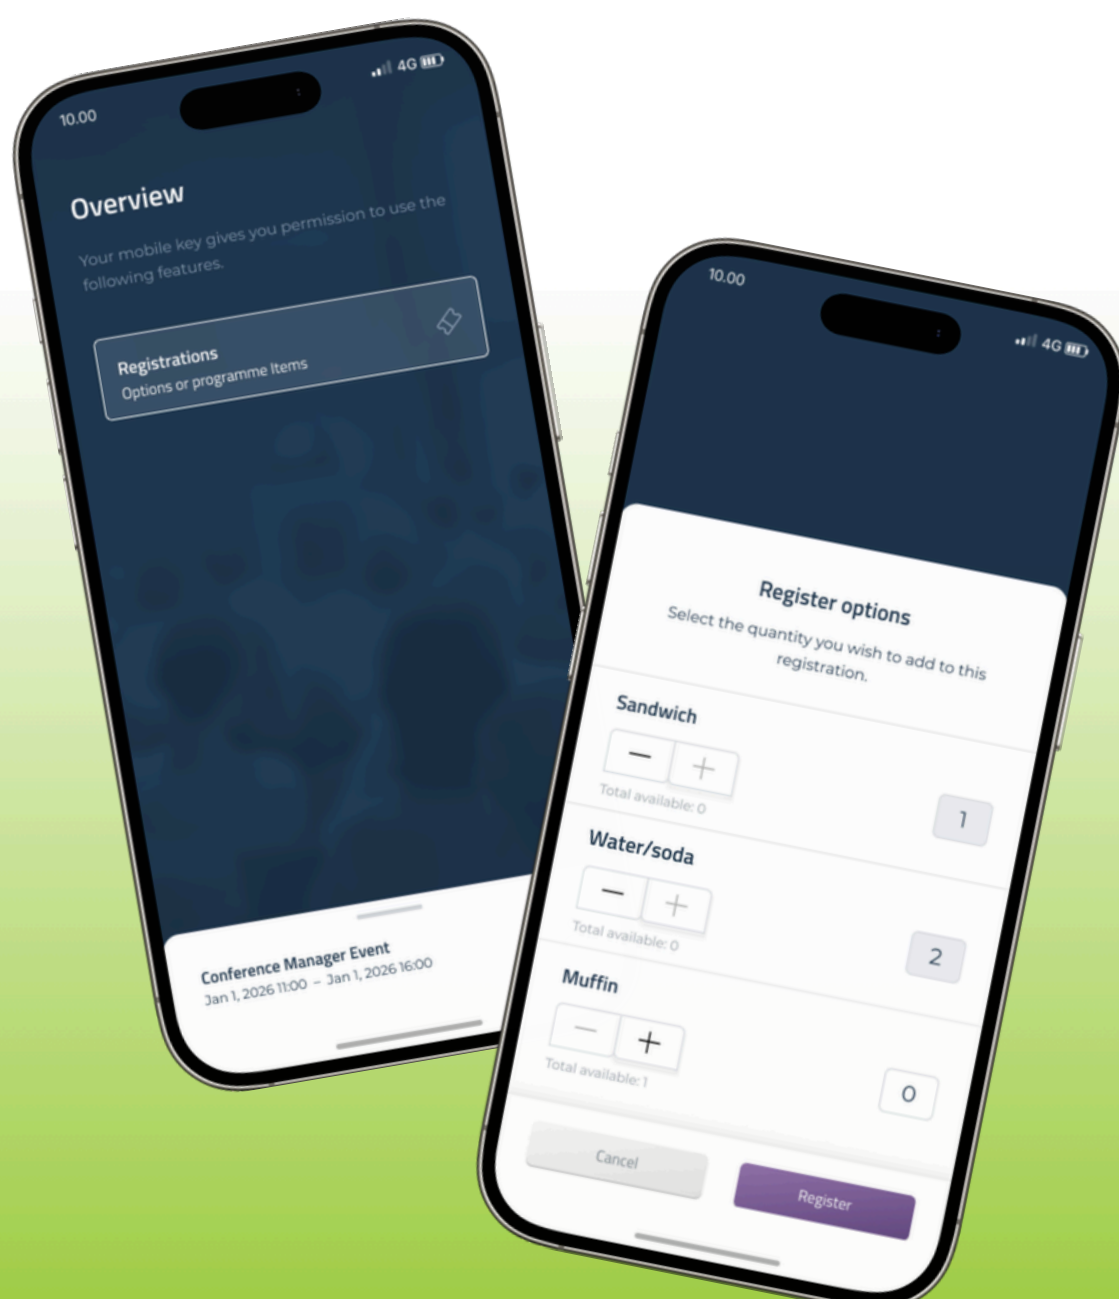 10.00
4G
Overview
Your mobile key gives you permission to use the
following features.
Registrations
Options or programme Items
Conference Manager Event
Jan 1, 2026 11:00 – Jan 1, 2026 16:00
10.00
4G
Register options
Select the quantity you wish to add to this
registration.
Sandwich
Total available: 0
1
Water/soda
Total available: 0
2
Muffin
Total available: 1
0
Cancel
Register